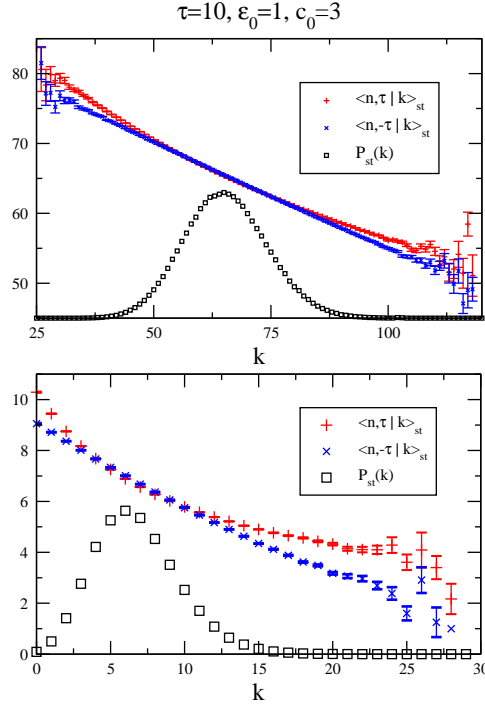 τ=10, ε₀=1, c₀=3
80
70
60
50
<n,τ | k>st
<n,-τ | k>st
Pst(k)
25
50
75
100
k
10
8
6
4
2
0
<n,τ | k>st
<n,-τ | k>st
Pst(k)
0
5
10
15
20
25
30
k